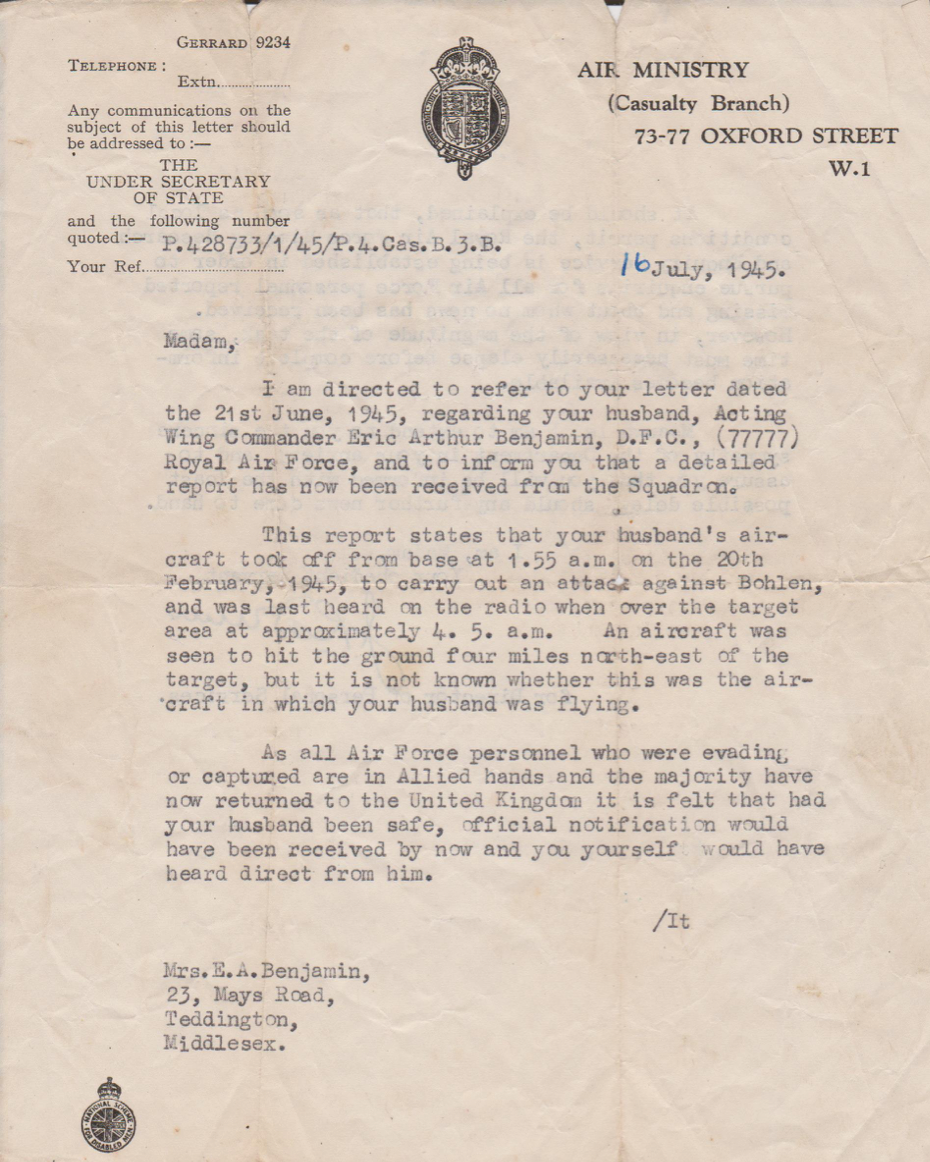 GERRARD 9234
TELEPHONE :
Extn.....................
Any communications on the
subject of this letter should
be addressed to :—
THE
UNDER SECRETARY
OF STATE
and the following number
quoted :— P.428733/1/45/P.4.Cas.B.3.B.
Your Ref.........................................
AIR MINISTRY
(Casualty Branch)
73-77 OXFORD STREET
W.1
16 July, 1945.
Madam,
I am directed to refer to your letter dated
the 21st June, 1945, regarding your husband, Acting
Wing Commander Eric Arthur Benjamin, D.F.C., (77777)
Royal Air Force, and to inform you that a detailed
report has now been received from the Squadron.
This report states that your husband's air-
craft took off from base at 1.55 a.m. on the 20th
February, 1945, to carry out an attack against Bohlen,
and was last heard on the radio when over the target
area at approximately 4. 5. a.m. An aircraft was
seen to hit the ground four miles north-east of the
target, but it is not known whether this was the air-
craft in which your husband was flying.
As all Air Force personnel who were evading
or captured are in Allied hands and the majority have
now returned to the United Kingdom it is felt that had
your husband been safe, official notification would
have been received by now and you yourself would have
heard direct from him.
/It
Mrs.E.A.Benjamin,
23, Mays Road,
Teddington,
Middlesex.
NATIONAL SCHEME
FOR DISABLED MEN